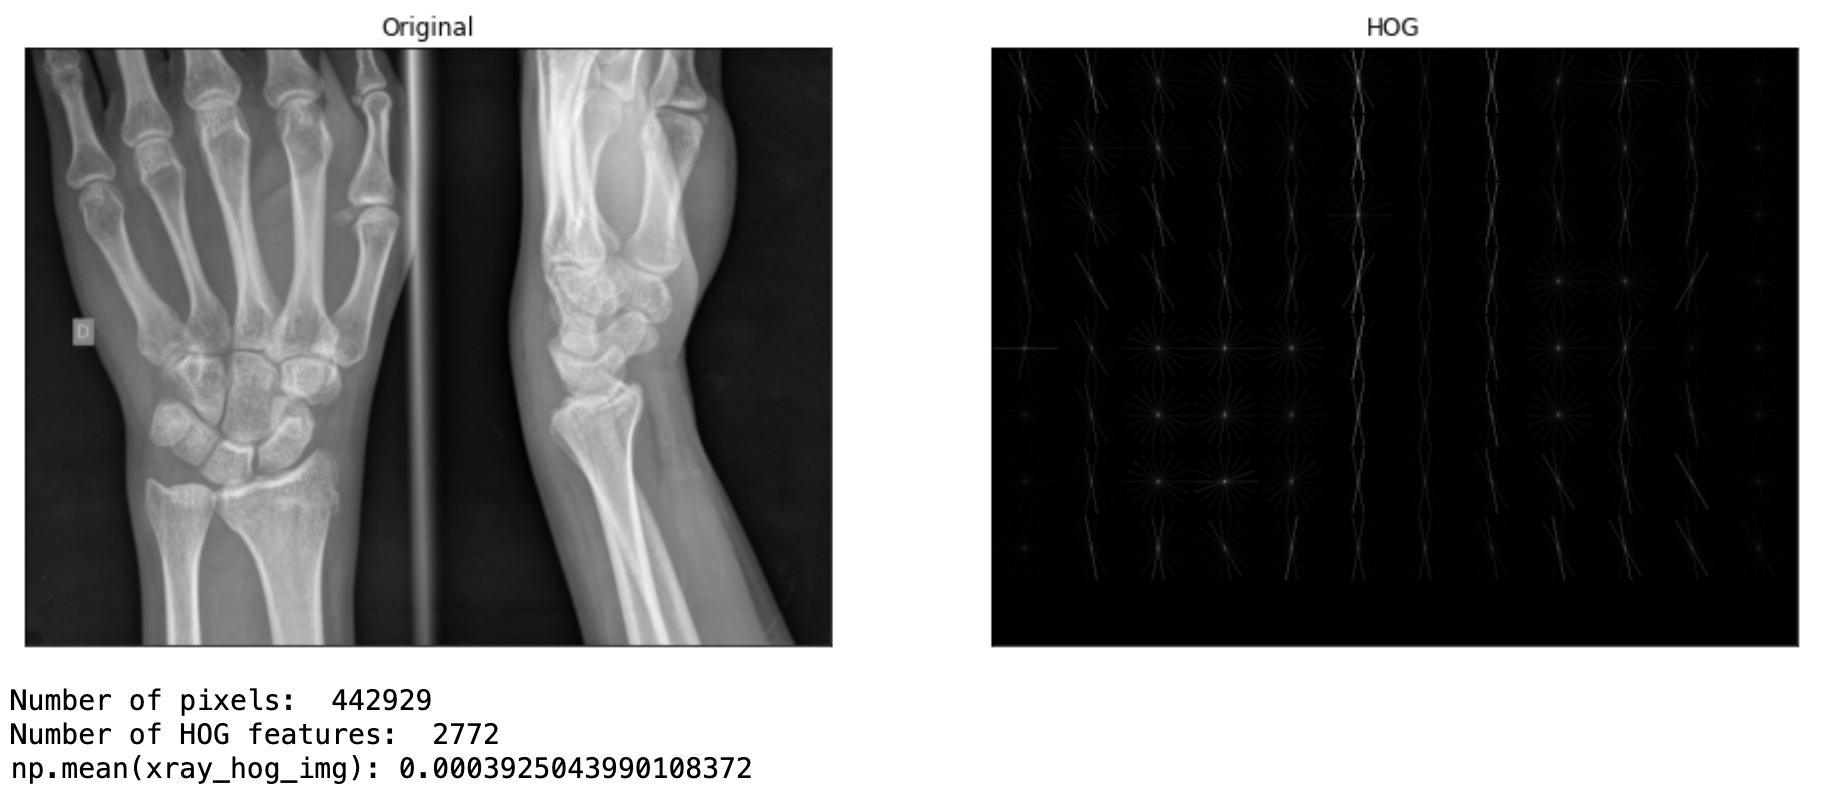 Original
HOG
D
Number of pixels:  442929
Number of HOG features:  2772
np.mean(xray_hog_img): 0.0003925043990108372